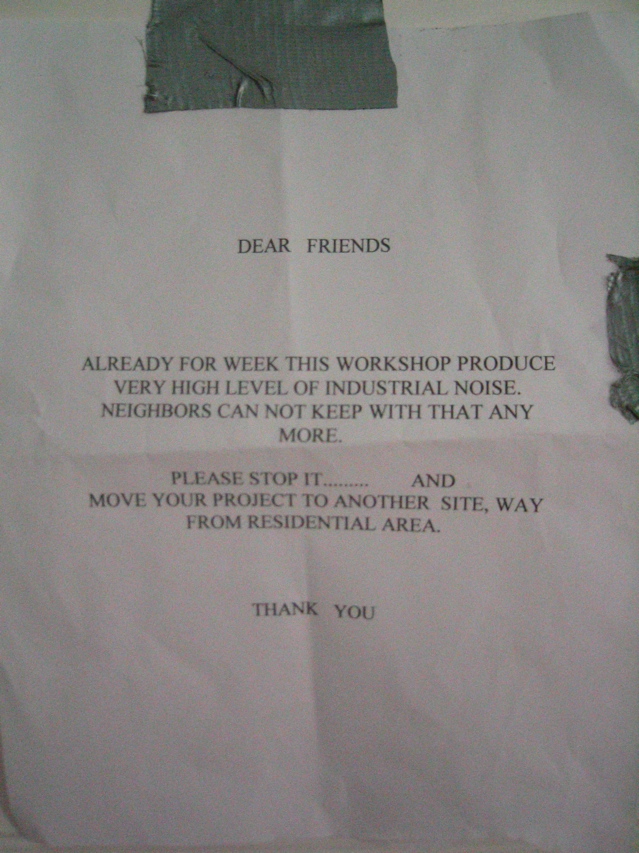 DEAR FRIENDS
ALREADY FOR WEEK THIS WORKSHOP PRODUCE
VERY HIGH LEVEL OF INDUSTRIAL NOISE.
NEIGHBORS CAN NOT KEEP WITH THAT ANY
MORE.
PLEASE STOP IT......... AND
MOVE YOUR PROJECT TO ANOTHER SITE, WAY
FROM RESIDENTIAL AREA.
THANK YOU